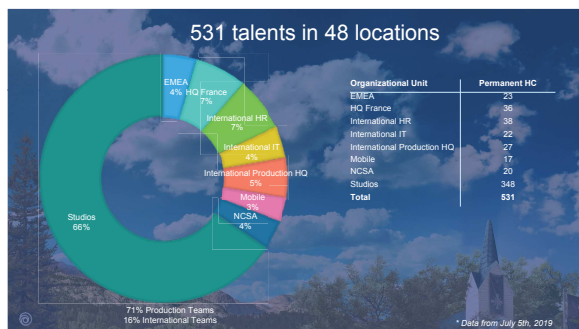 531 talents in 48 locations
EMEA
4%
HQ France
7%
International HR
7%
International IT
4%
International Production HQ
5%
Mobile
3%
NCSA
4%
Studios
66%
71% Production Teams
16% International Teams
Organizational Unit Permanent HC
EMEA 23
HQ France 36
International HR 38
International IT 22
International Production HQ 27
Mobile 17
NCSA 20
Studios 348
Total 531
* Data from July 5th, 2019